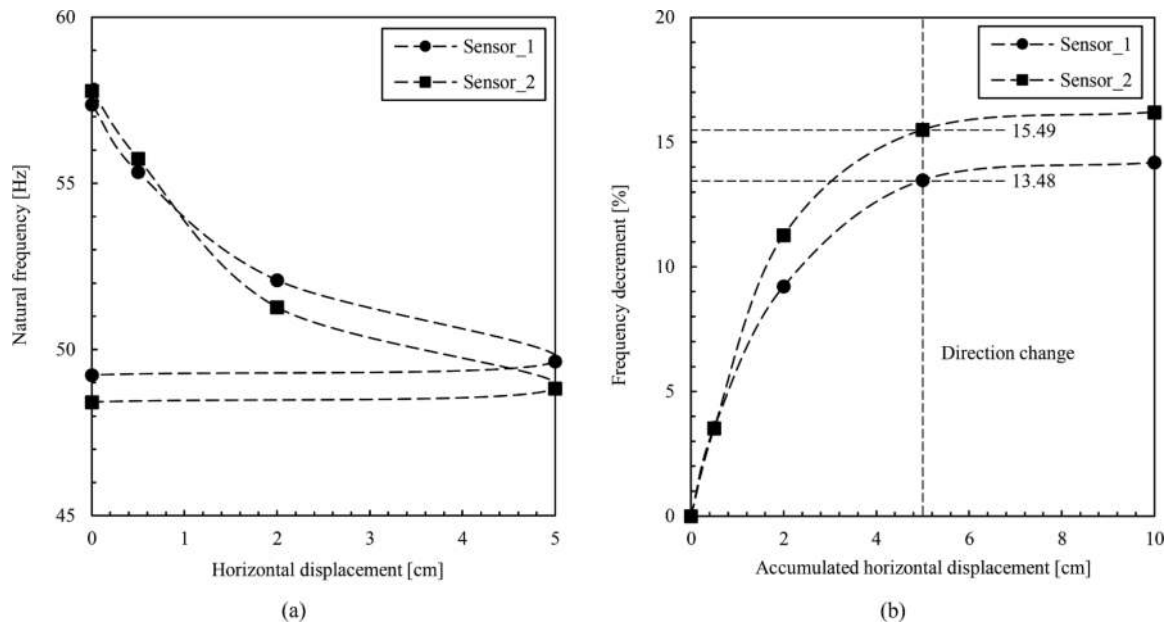 60
55
50
45
Natural frequency [Hz]
Sensor_1
Sensor_2
0 1 2 3 4 5
Horizontal displacement [cm]
(a)
20
15
10
5
0
Frequency decrement [%]
Sensor_1
Sensor_2
15.49
13.48
Direction change
0 2 4 6 8 10
Accumulated horizontal displacement [cm]
(b)